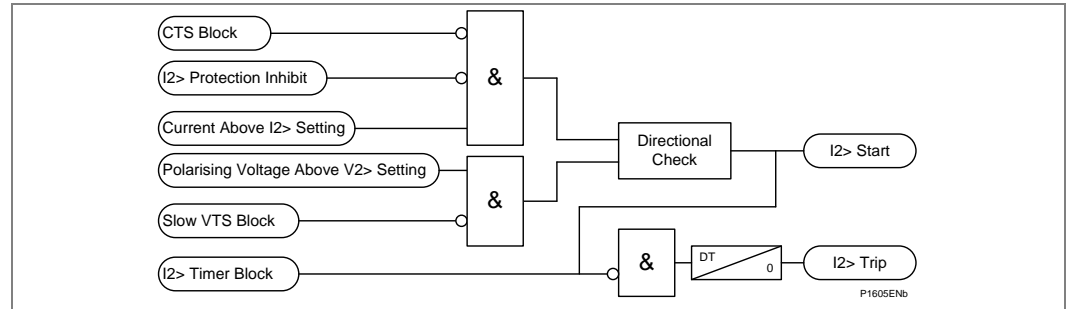 CTS Block
I2> Protection Inhibit
&
Current Above I2> Setting
Directional
Check
I2> Start
Polarising Voltage Above V2> Setting
&
Slow VTS Block
I2> Timer Block
&
DT
0
I2> Trip
P1605ENb